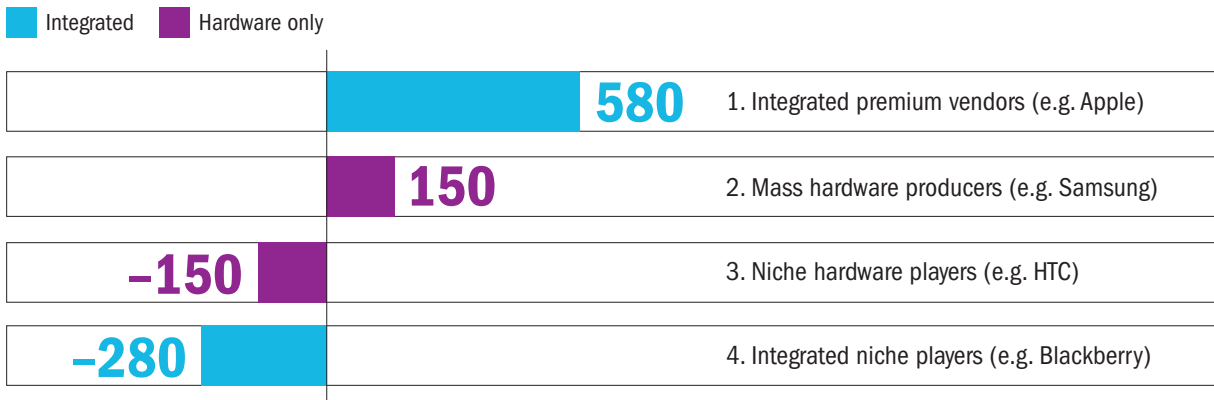 Integrated Hardware only
580 1. Integrated premium vendors (e.g. Apple)
150 2. Mass hardware producers (e.g. Samsung)
–150 3. Niche hardware players (e.g. HTC)
–280 4. Integrated niche players (e.g. Blackberry)